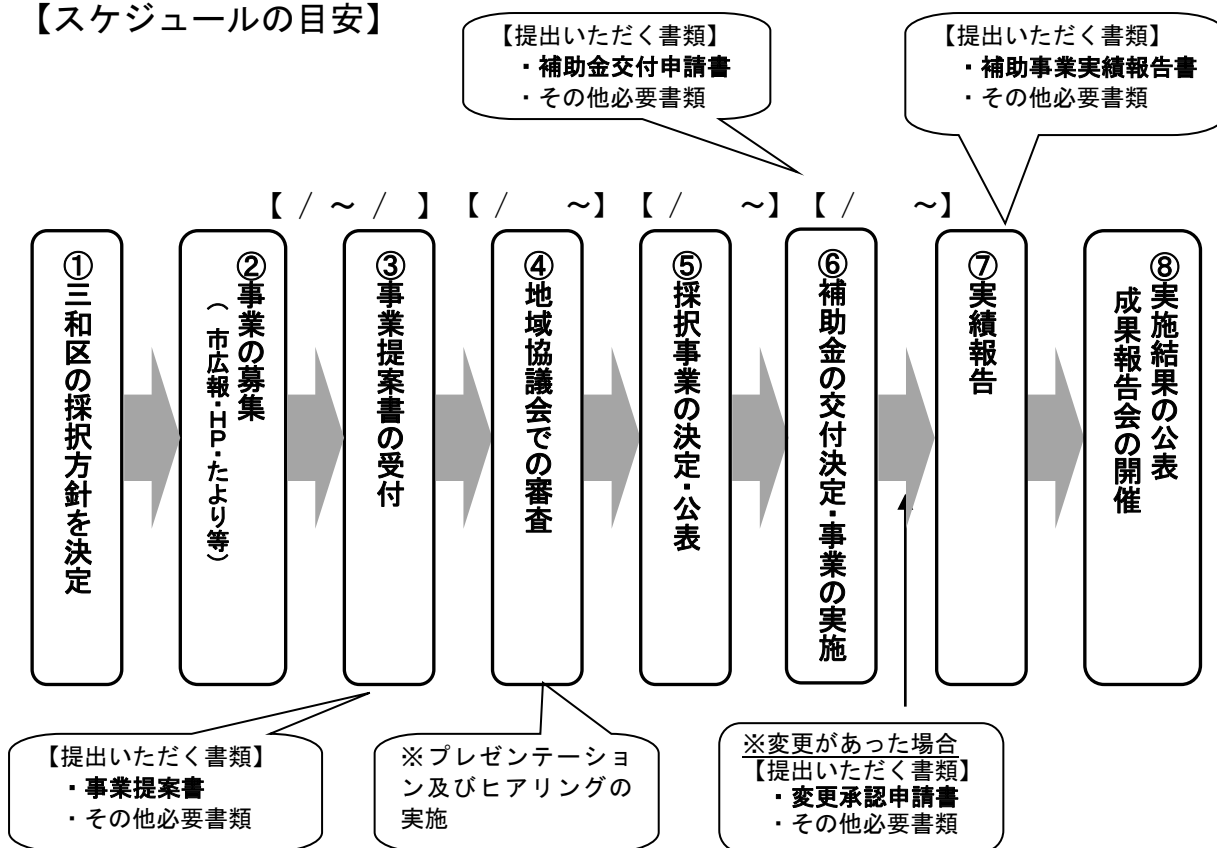 【スケジュールの目安】
【提出いただく書類】
・補助金交付申請書
・その他必要書類
【提出いただく書類】
・補助事業実績報告書
・その他必要書類
【 / ～ / 】 【 / ～】 【 / ～】 【 / ～】
①三和区の採択方針を決定
②事業の募集
（市広報・HP・たより等）
③事業提案書の受付
④地域協議会での審査
⑤採択事業の決定・公表
⑥補助金の交付決定・事業の実施
⑦実績報告
⑧実施結果の公表
成果報告会の開催
【提出いただく書類】
・事業提案書
・その他必要書類
※プレゼンテーショ
ン及びヒアリングの
実施
※変更があった場合
【提出いただく書類】
・変更承認申請書
・その他必要書類